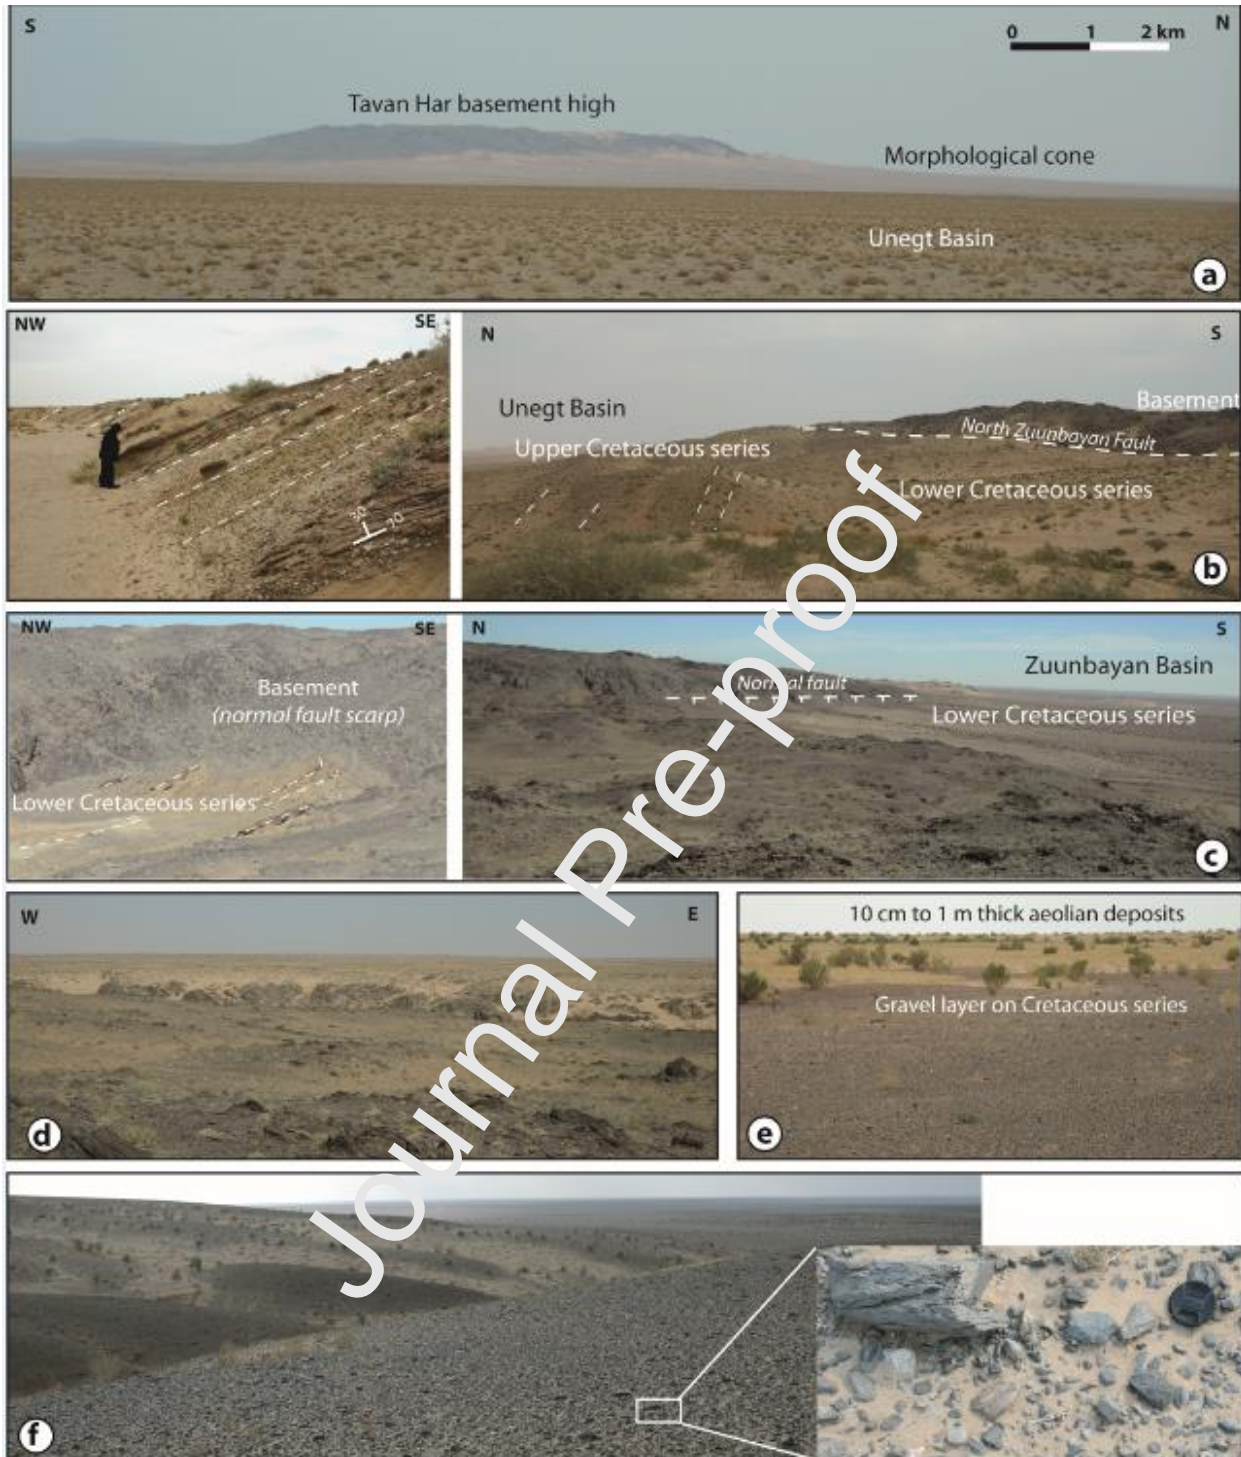 S
N
0 1 2 km
Tavan Har basement high
Morphological cone
Unegt Basin
a
NW
SE
30
70
N
S
Unegt Basin
Basement
North Zuunbayan Fault
Upper Cretaceous series
Lower Cretaceous series
b
NW
SE
Basement
(normal fault scarp)
Lower Cretaceous series
N
S
Zuunbayan Basin
Normal fault
Lower Cretaceous series
c
W
E
d
10 cm to 1 m thick aeolian deposits
Gravel layer on Cretaceous series
e
f
Journal Pre-proof